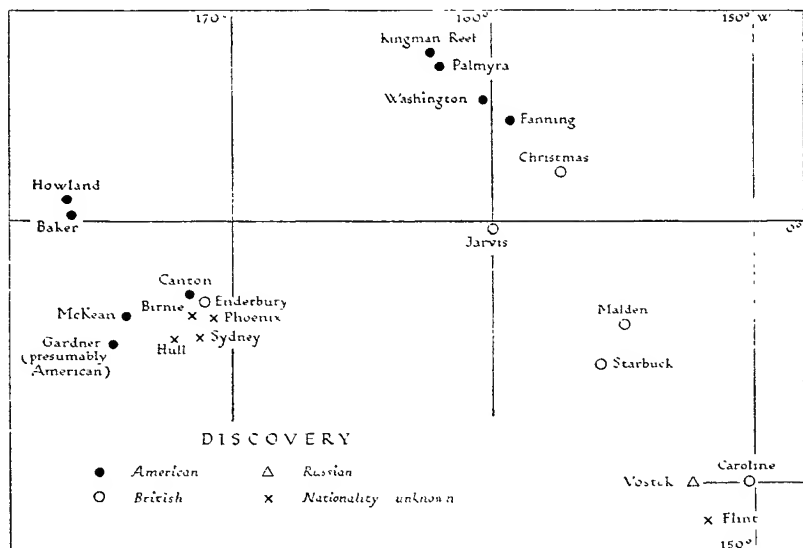 170°
160°
150° W
Kingman Reef
Palmyra
Washington
Fanning
Christmas
Howland
Baker
0°
Jarvis
Canton
Birnie
Enderbury
McKean
Phoenix
Malden
Gardner
(presumably
American)
Hull
Sydney
Starbuck
DISCOVERY
American
Russian
British
Nationality unknown
Vostok
Caroline
Flint
150°